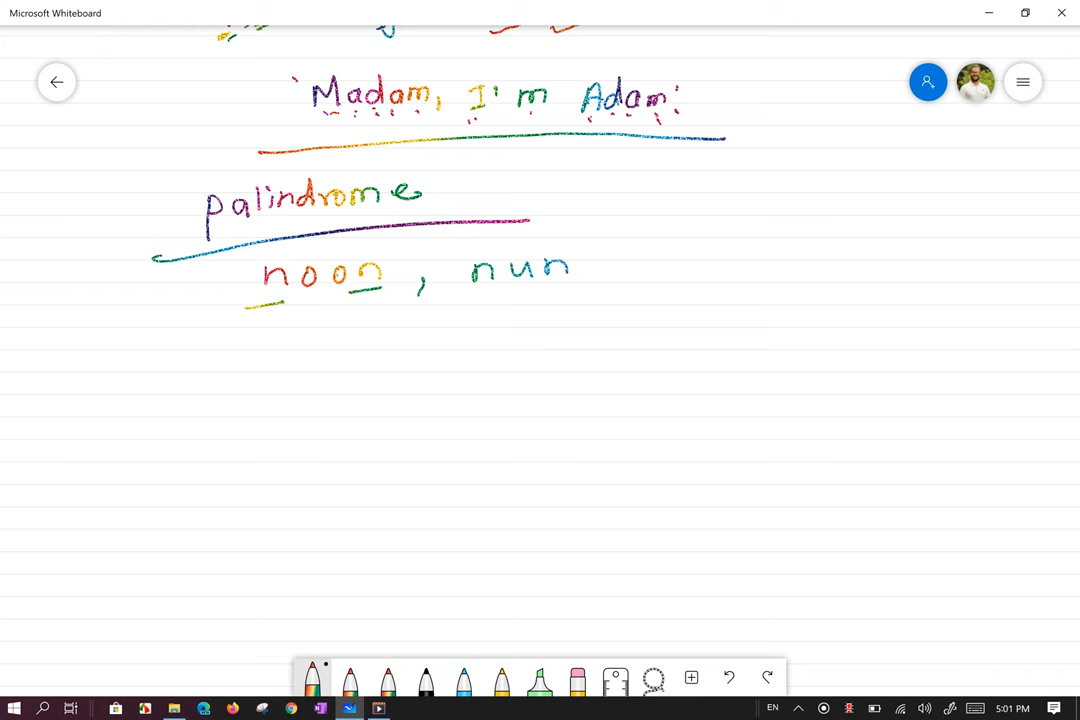 Microsoft Whiteboard
'Madam, I'm Adam'
palindrome
noon, nun
EN 5:01 PM